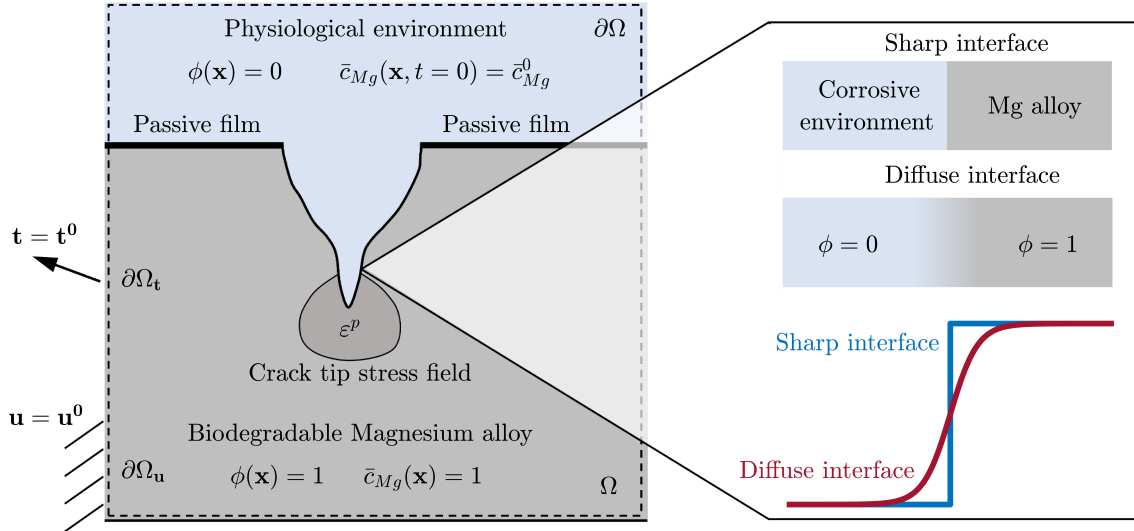 Physiological environment
∂Ω
ϕ(x) = 0
c̄_Mg(x, t = 0) = c̄⁰_Mg
Passive film
Passive film
t = t⁰
∂Ω_t
εᵖ
Crack tip stress field
u = u⁰
Biodegradable Magnesium alloy
∂Ω_u
ϕ(x) = 1
c̄_Mg(x) = 1
Ω
Sharp interface
Corrosive
environment
Mg alloy
Diffuse interface
ϕ = 0
ϕ = 1
Sharp interface
Diffuse interface